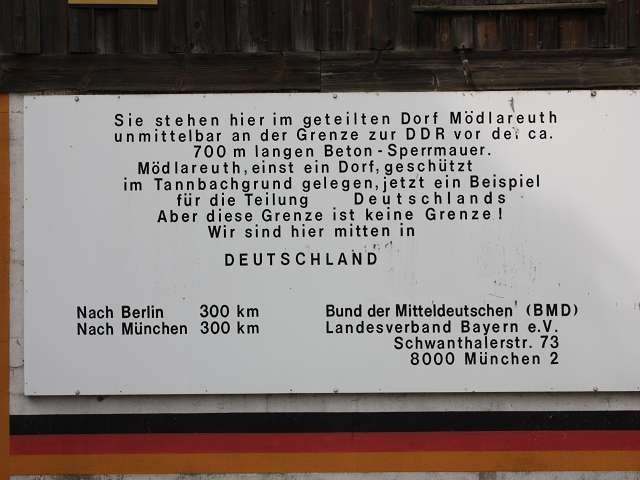 Sie stehen hier im geteilten Dorf Mödlareuth
unmittelbar an der Grenze zur DDR vor der ca.
700 m langen Beton - Sperrmauer.
Mödlareuth, einst ein Dorf, geschützt
im Tannbachgrund gelegen, jetzt ein Beispiel
für die Teilung Deutschlands
Aber diese Grenze ist keine Grenze!
Wir sind hier mitten in
DEUTSCHLAND
Nach Berlin 300 km
Nach München 300 km
Bund der Mitteldeutschen (BMD)
Landesverband Bayern e.V.
Schwanthalerstr. 73
8000 München 2